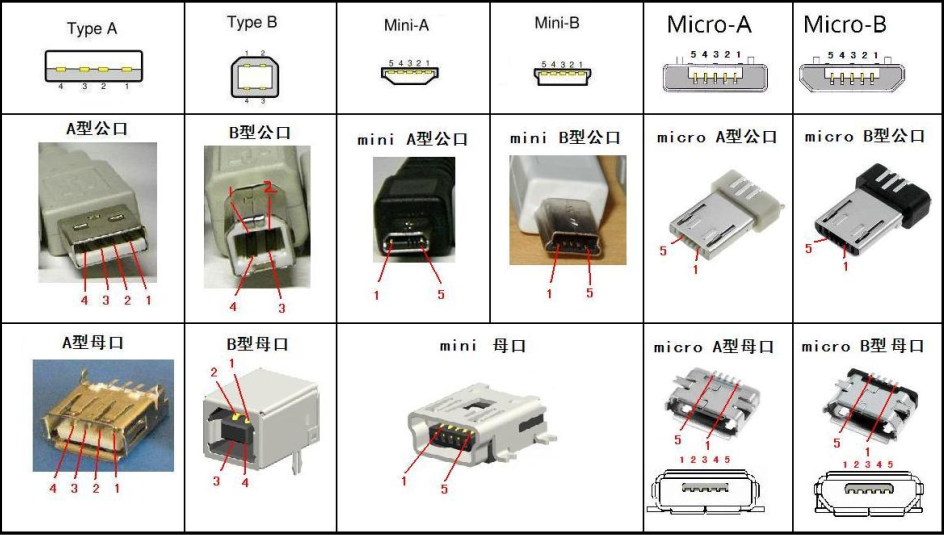 Type A
Type B
Mini-A
Mini-B
Micro-A
Micro-B
4 3 2 1
1 2
4 3
5 4 3 2 1
5 4 3 2 1
5 4 3 2 1
5 4 3 2 1
A型公口
B型公口
mini A型公口
mini B型公口
micro A型公口
micro B型公口
4 3 2 1
1 2
4 3
1 5
1 5
5 1
5 1
A型母口
B型母口
mini 母口
micro A型母口
micro B型母口
4 3 2 1
2 1
3 4
1 5
5 1
1 2 3 4 5
5 1
1 2 3 4 5